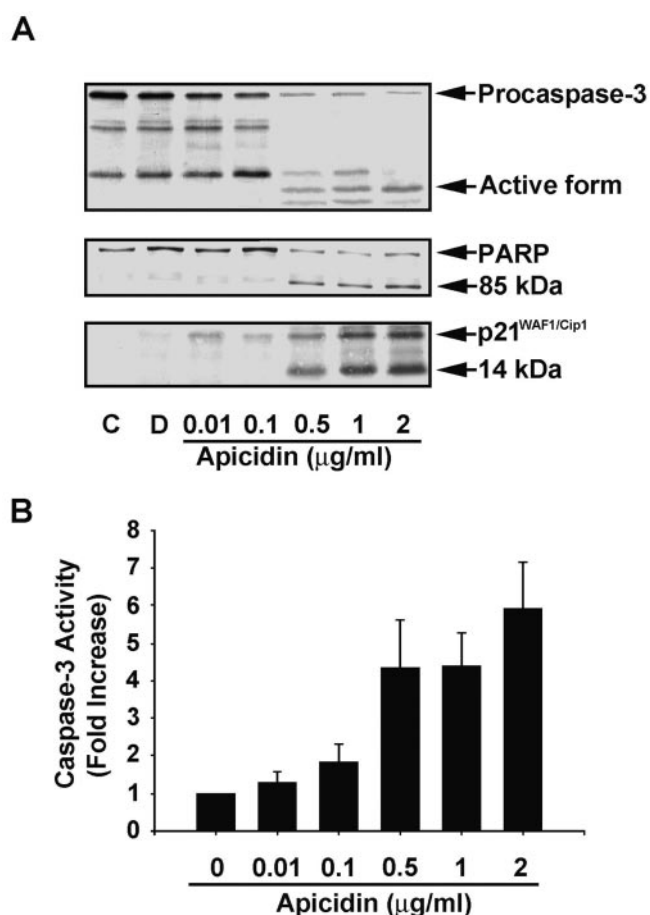 A
Procaspase-3
Active form
PARP
85 kDa
p21WAF1/Cip1
14 kDa
C D 0.01 0.1 0.5 1 2
Apicidin (μg/ml)
B
Caspase-3 Activity
(Fold Increase)
8
7
6
5
4
3
2
1
0
0 0.01 0.1 0.5 1 2
Apicidin (μg/ml)